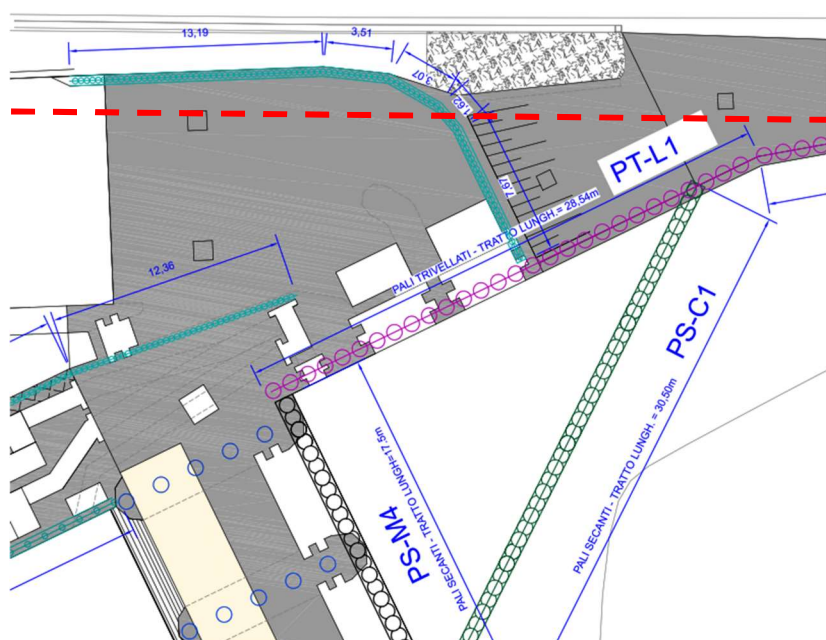 13,19
3,51
3,07
1,62
7,67
PT-L1
PALI TRIVELLATI - TRATTO LUNGH.= 28,54m
12,36
PS-C1
PALI SECANTI - TRATTO LUNGH. = 30,50m
PS-M4
PALI SECANTI - TRATTO LUNGH=17.5m